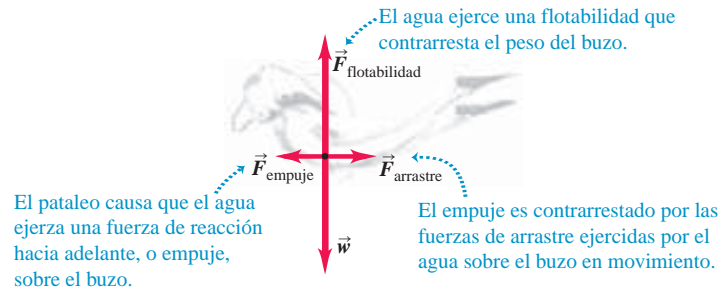 El agua ejerce una flotabilidad que
contrarresta el peso del buzo.
F flotabilidad
F empuje
F arrastre
El pataleo causa que el agua
ejerza una fuerza de reacción
hacia adelante, o empuje,
sobre el buzo.
El empuje es contrarrestado por las
fuerzas de arrastre ejercidas por el
agua sobre el buzo en movimiento.
w